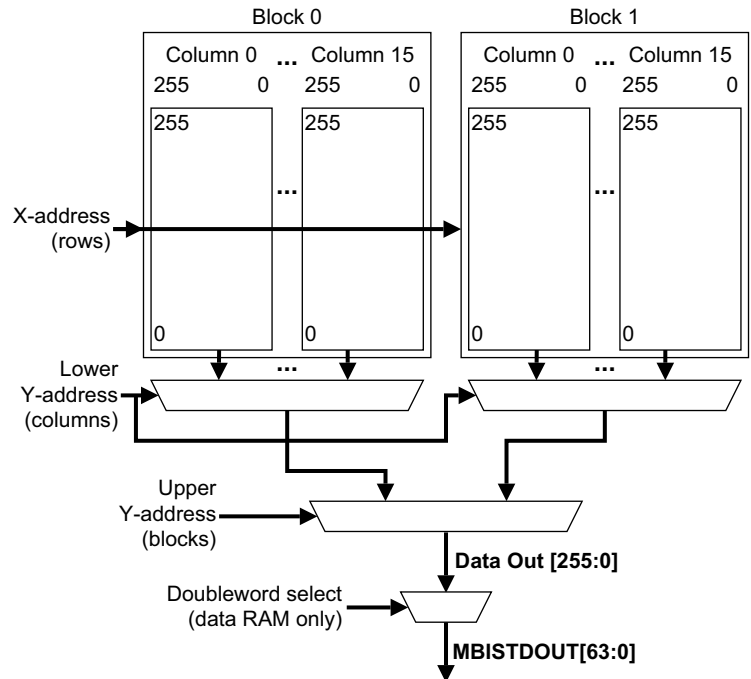 Block 0 Block 1
Column 0 ... Column 15 Column 0 ... Column 15
255 0 255 0 255 0 255 0
255 255 255 255
... ...
X-address
(rows)
0 0 0 0
... ...
Lower
Y-address
(columns)
Upper
Y-address
(blocks)
Data Out [255:0]
Doubleword select
(data RAM only)
MBISTDOUT[63:0]